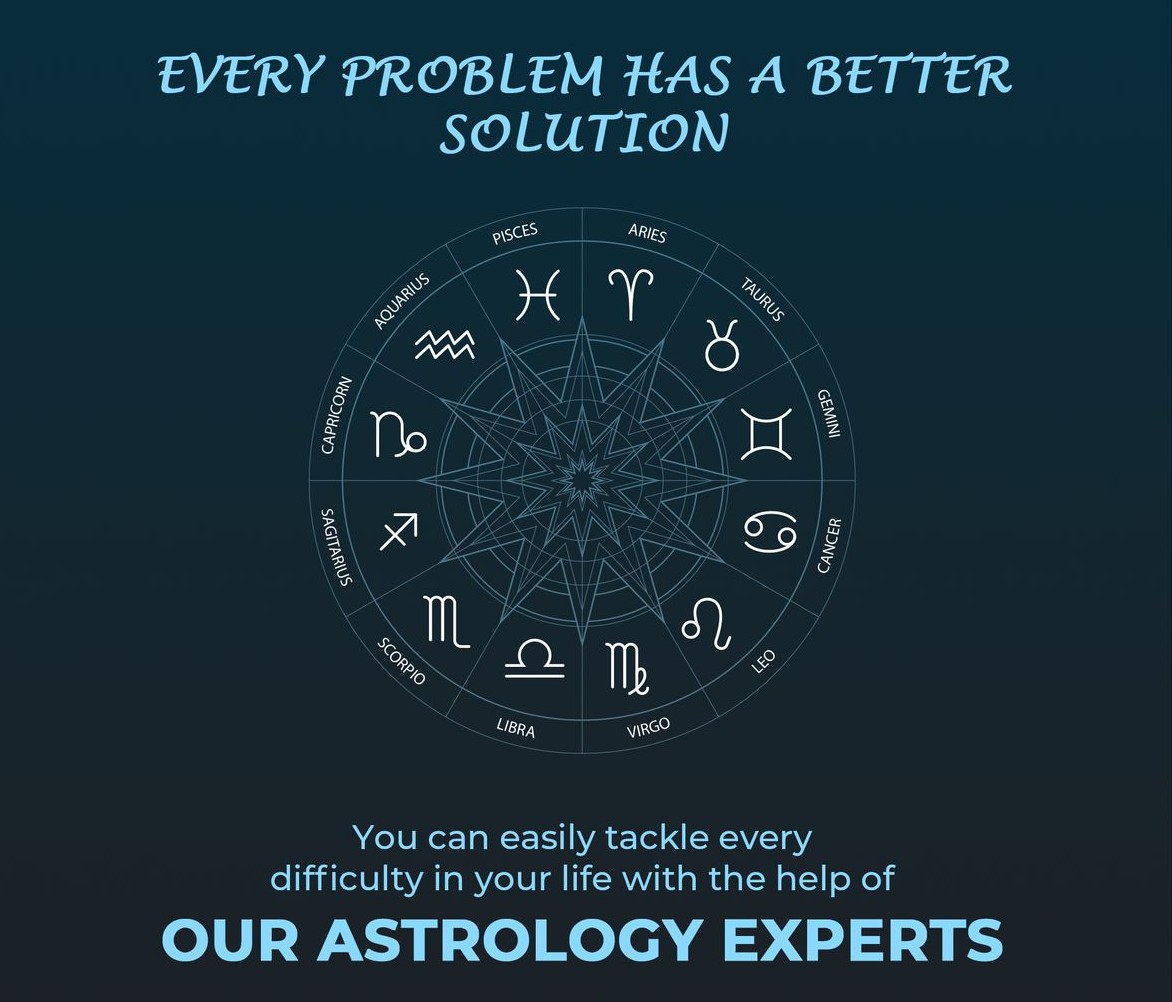 EVERY PROBLEM HAS A BETTER
SOLUTION
PISCES
ARIES
AQUARIUS
TAURUS
CAPRICORN
GEMINI
SAGITARIUS
CANCER
SCORPIO
LEO
LIBRA
VIRGO
You can easily tackle every
difficulty in your life with the help of
OUR ASTROLOGY EXPERTS